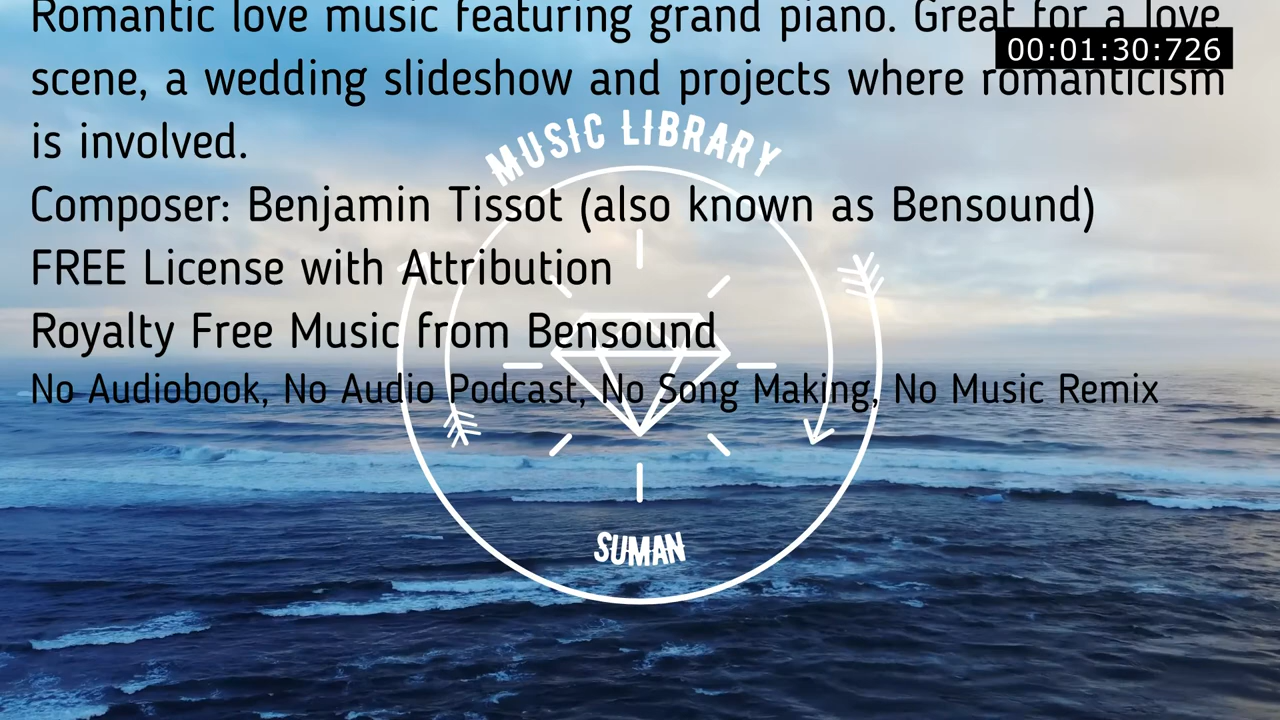 Romantic love music featuring grand piano. Great for a love
00:01:30:726
scene, a wedding slideshow and projects where romanticism
is involved.
MUSIC LIBRARY
Composer: Benjamin Tissot (also known as Bensound)
FREE License with Attribution
Royalty Free Music from Bensound
No Audiobook, No Audio Podcast, No Song Making, No Music Remix
SUMAN